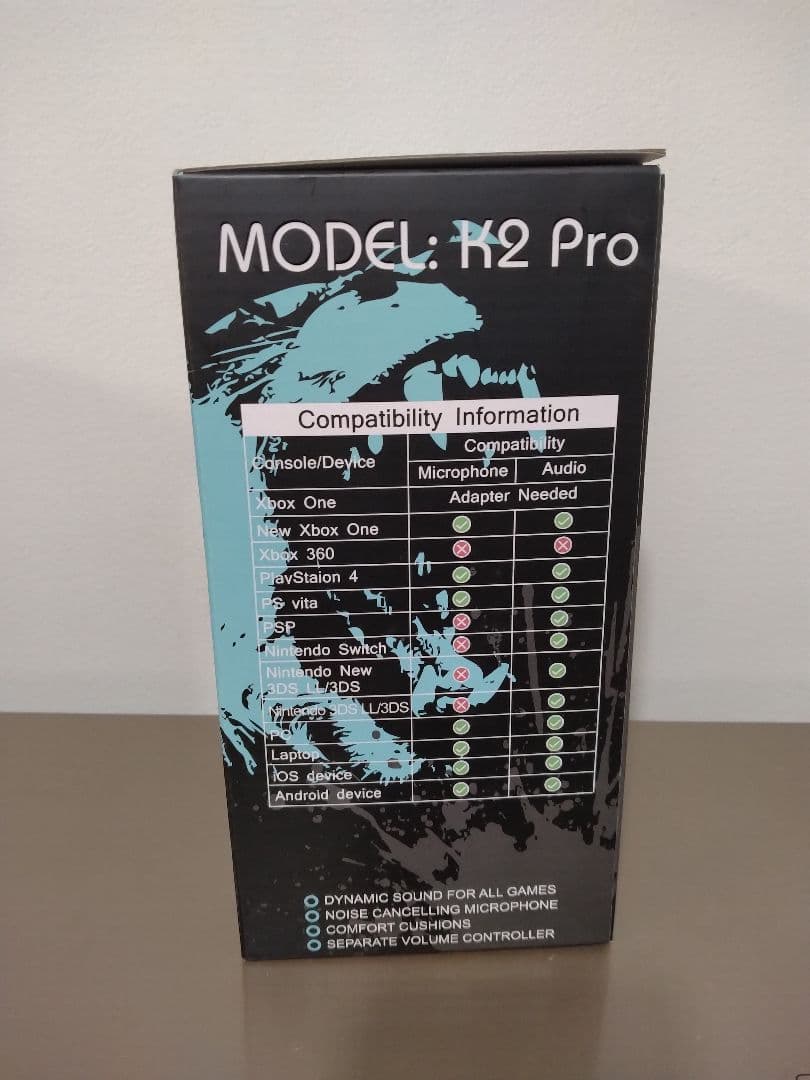 MODEL: K2 Pro
Compatibility Information
Console/Device
Compatibility
Microphone Audio
Xbox One Adapter Needed
New Xbox One
Xbox 360
PlayStaion 4
PS vita
PSP
Nintendo Switch
Nintendo New
3DS LL/3DS
Nintendo 3DS LL/3DS
PC
Laptop
iOS device
Android device
DYNAMIC SOUND FOR ALL GAMES
NOISE CANCELLING MICROPHONE
COMFORT CUSHIONS
SEPARATE VOLUME CONTROLLER